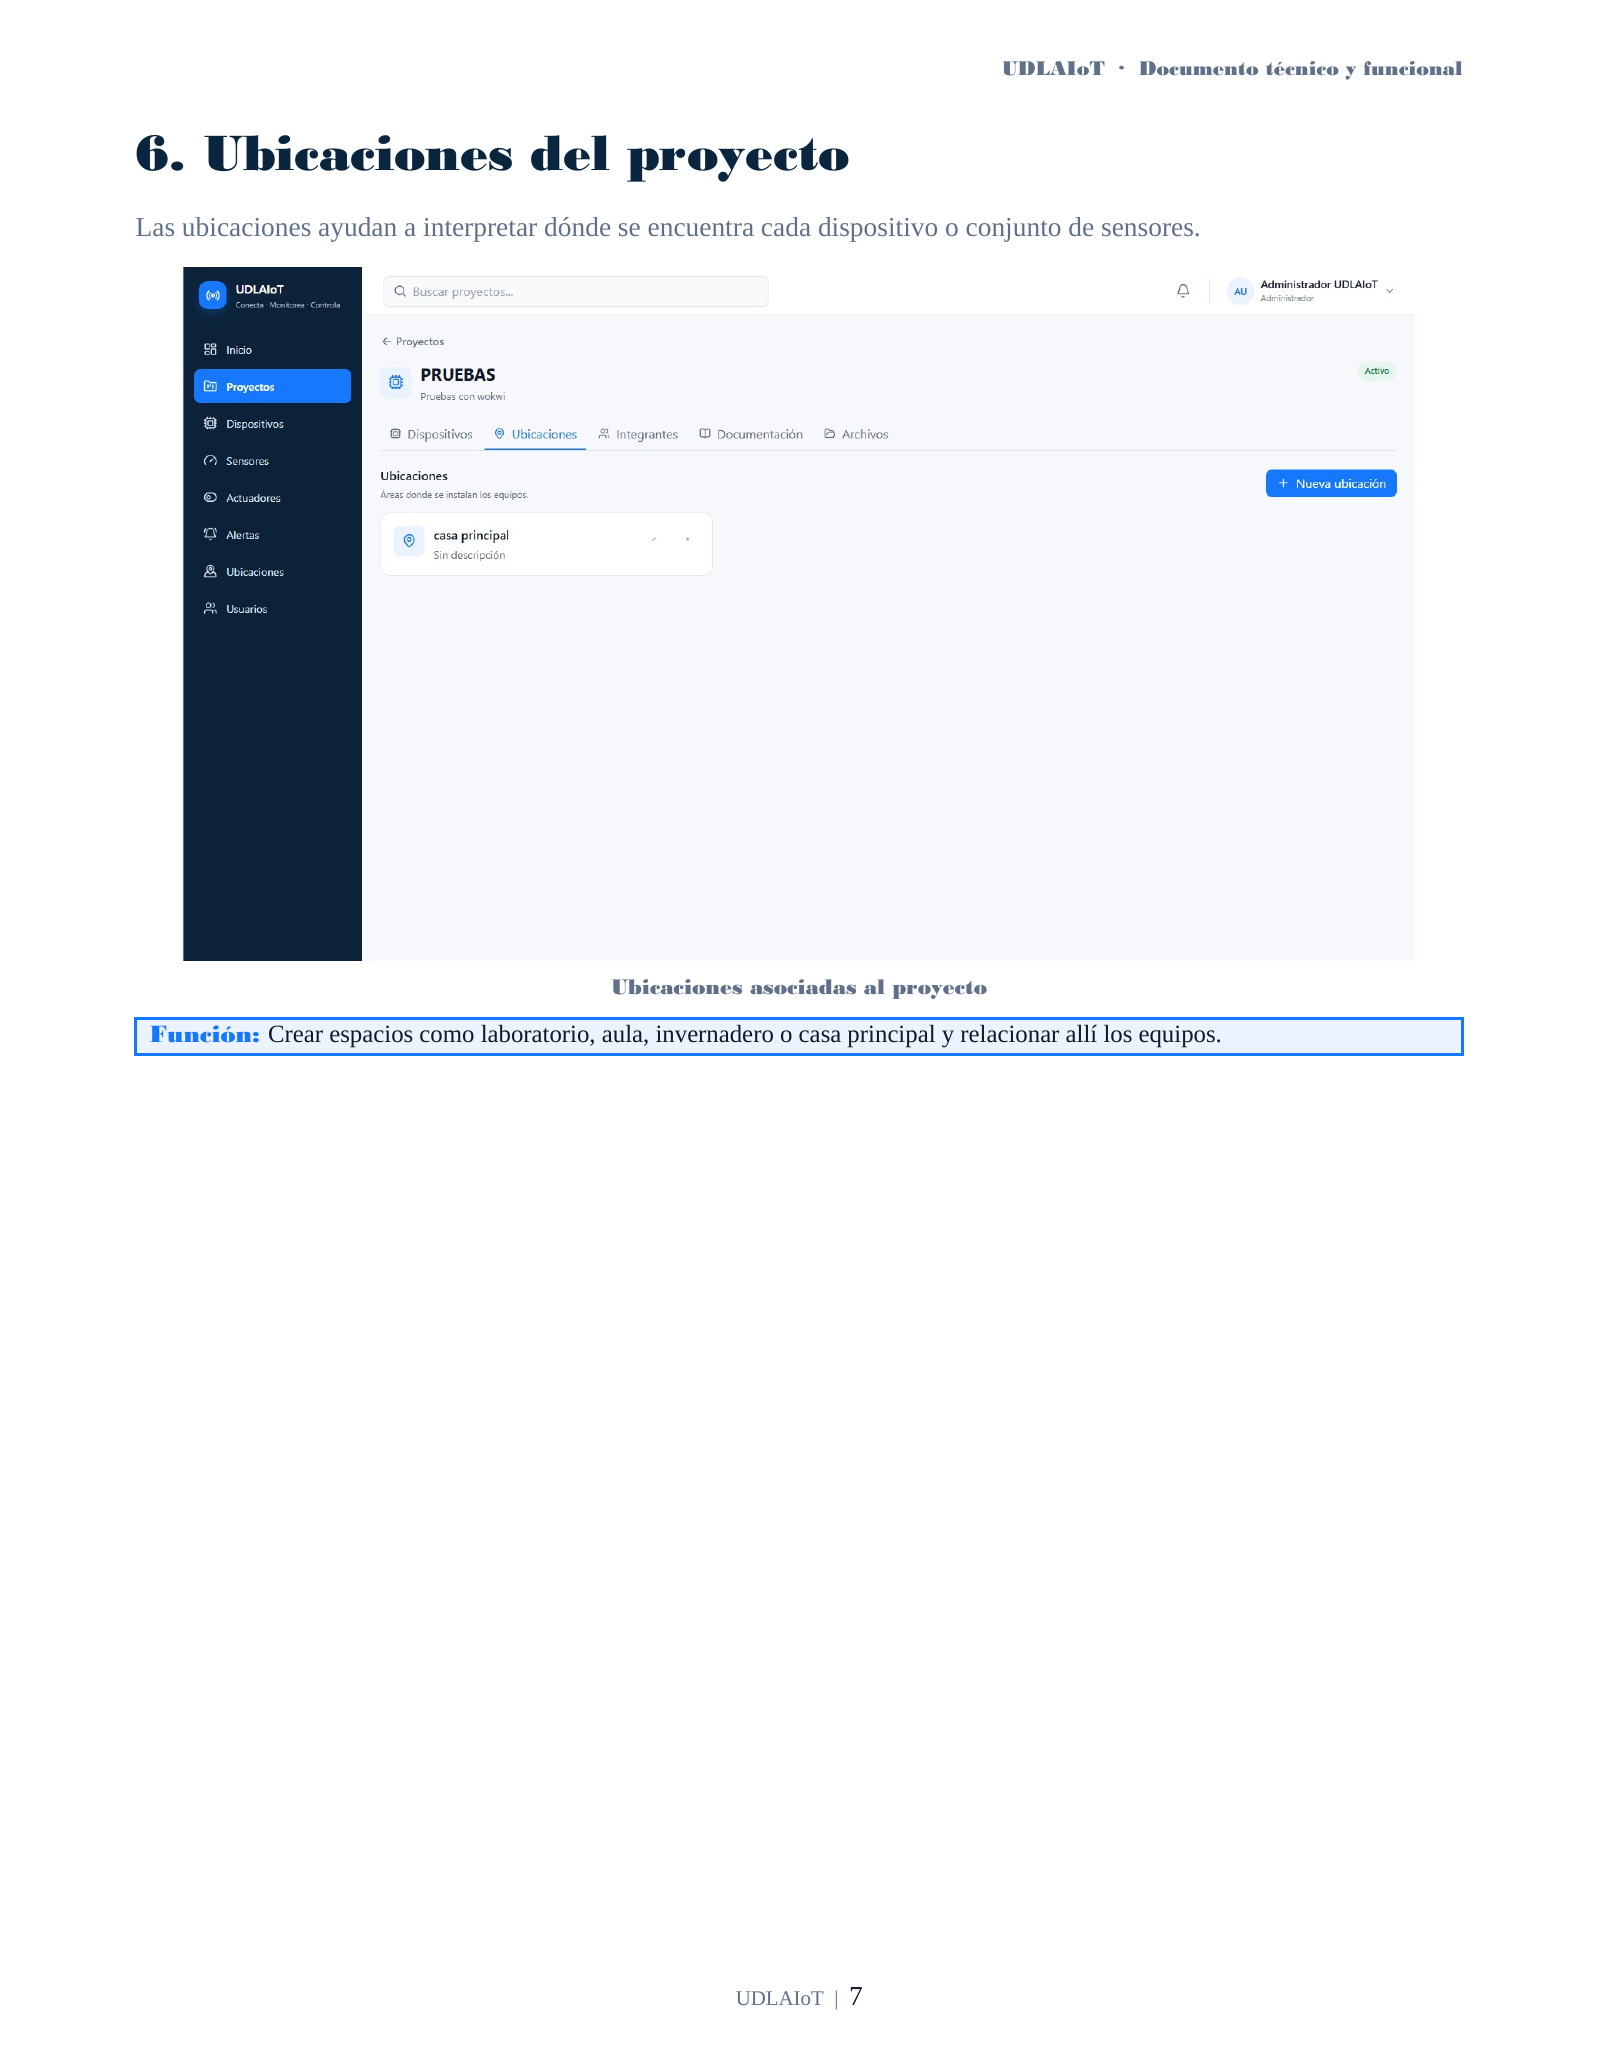 UDLAIoT · Documento técnico y funcional
6. Ubicaciones del proyecto
Las ubicaciones ayudan a interpretar dónde se encuentra cada dispositivo o conjunto de sensores.
UDLAIoT
Conecta · Monitorea · Controla
Buscar proyectos...
AU
Administrador UDLAIoT
Administrador
Inicio
Proyectos
Dispositivos
Sensores
Actuadores
Alertas
Ubicaciones
Usuarios
← Proyectos
PRUEBAS
Pruebas con wokwi
Activo
Dispositivos Ubicaciones Integrantes Documentación Archivos
Ubicaciones
Áreas donde se instalan los equipos.
+ Nueva ubicación
casa principal
Sin descripción
Ubicaciones asociadas al proyecto
Función: Crear espacios como laboratorio, aula, invernadero o casa principal y relacionar allí los equipos.
UDLAIoT | 7